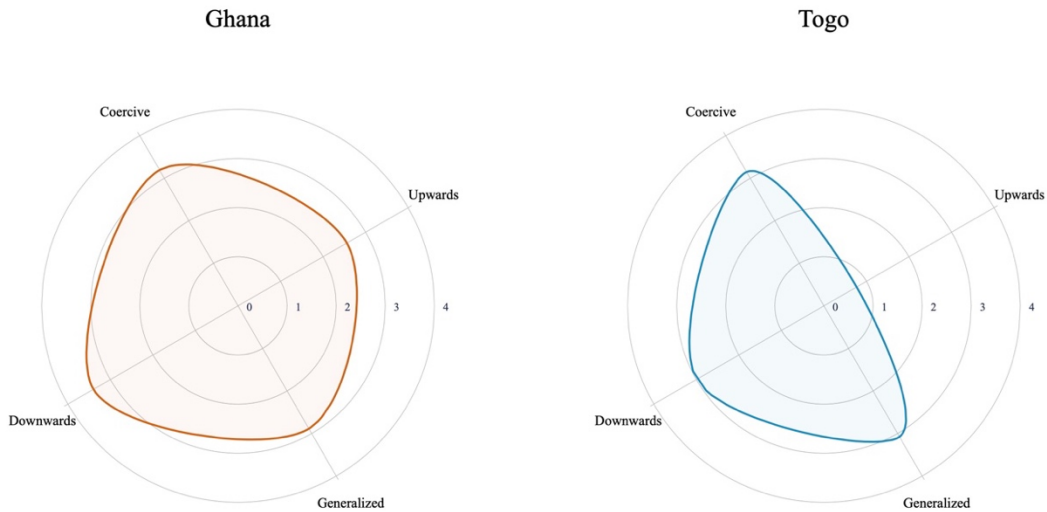 Ghana
Coercive
Upwards
0 1 2 3 4
Downwards
Generalized
Togo
Coercive
Upwards
0 1 2 3 4
Downwards
Generalized